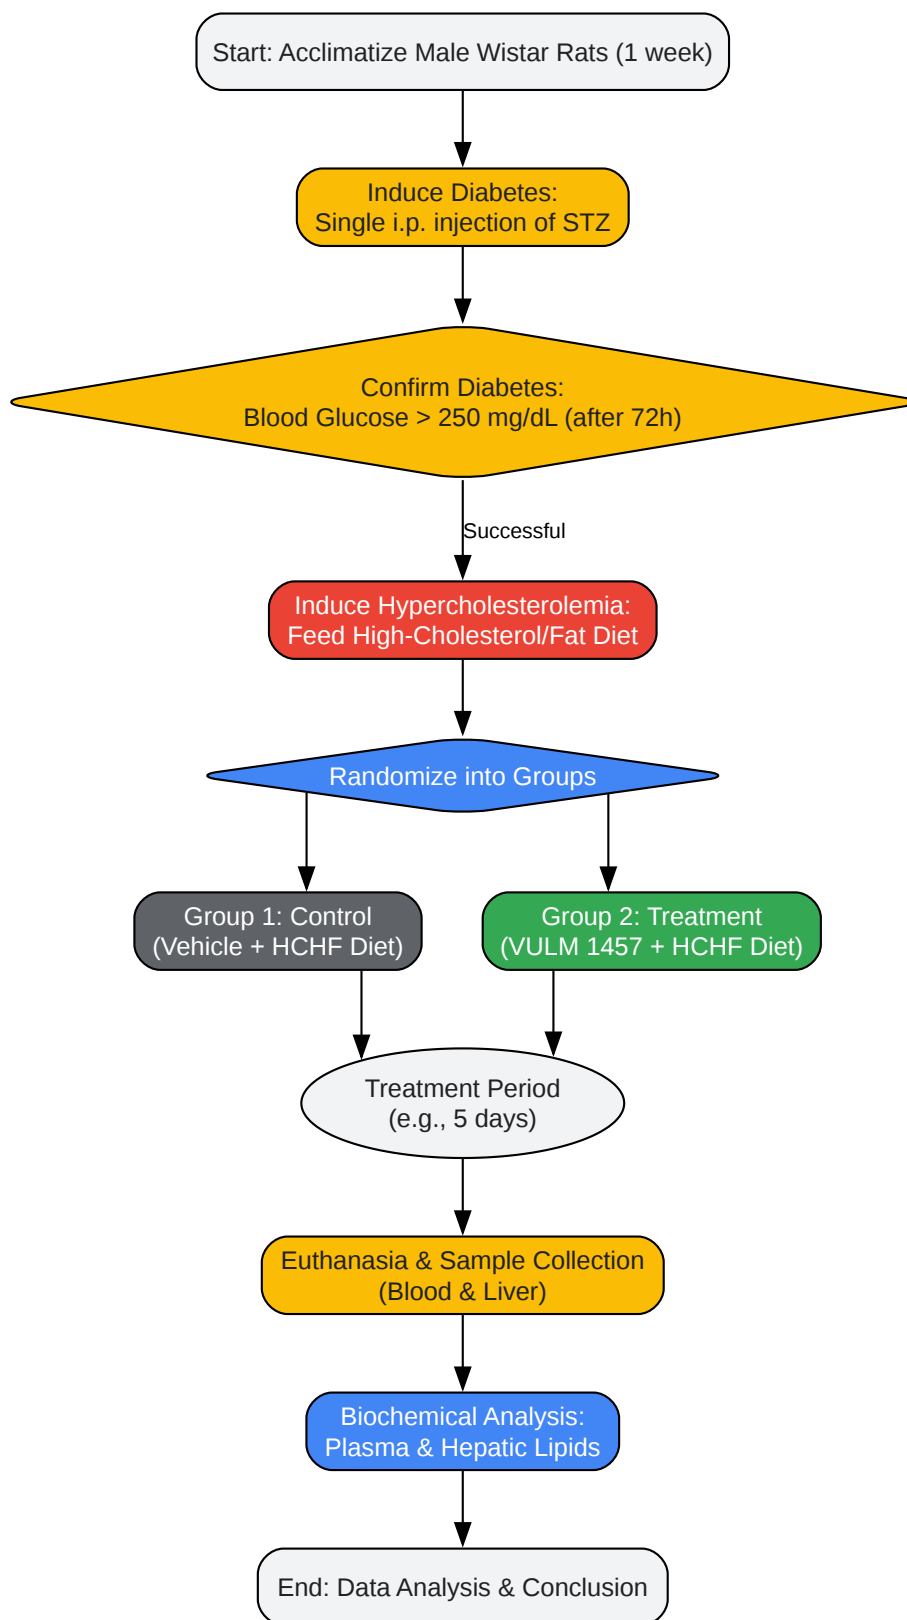 Start: Acclimatize Male Wistar Rats (1 week)
Induce Diabetes:
Single i.p. injection of STZ
Confirm Diabetes:
Blood Glucose > 250 mg/dL (after 72h)
Successful
Induce Hypercholesterolemia:
Feed High-Cholesterol/Fat Diet
Randomize into Groups
Group 1: Control
(Vehicle + HCHF Diet)
Group 2: Treatment
(VULM 1457 + HCHF Diet)
Treatment Period
(e.g., 5 days)
Euthanasia & Sample Collection
(Blood & Liver)
Biochemical Analysis:
Plasma & Hepatic Lipids
End: Data Analysis & Conclusion